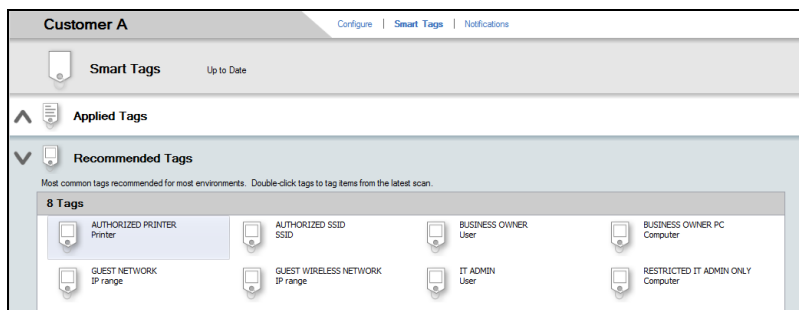 Customer A
Configure | Smart Tags | Notifications
Smart Tags
Up to Date
Applied Tags
Recommended Tags
Most common tags recommended for most environments. Double-click tags to tag items from the latest scan.
8 Tags
AUTHORIZED PRINTER
Printer
AUTHORIZED SSID
SSID
BUSINESS OWNER
User
BUSINESS OWNER PC
Computer
GUEST NETWORK
IP range
GUEST WIRELESS NETWORK
IP range
IT ADMIN
User
RESTRICTED IT ADMIN ONLY
Computer